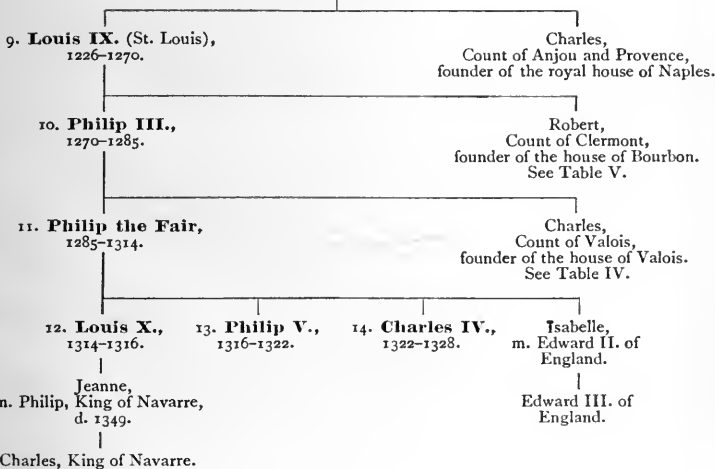 9. Louis IX. (St. Louis),
1226–1270.
Charles,
Count of Anjou and Provence,
founder of the royal house of Naples.
10. Philip III.,
1270–1285.
Robert,
Count of Clermont,
founder of the house of Bourbon.
See Table V.
11. Philip the Fair,
1285–1314.
Charles,
Count of Valois,
founder of the house of Valois.
See Table IV.
12. Louis X.,
1314–1316.
13. Philip V.,
1316–1322.
14. Charles IV.,
1322–1328.
Isabelle,
m. Edward II. of
England.
Jeanne,
m. Philip, King of Navarre,
d. 1349.
Edward III. of
England.
Charles, King of Navarre.